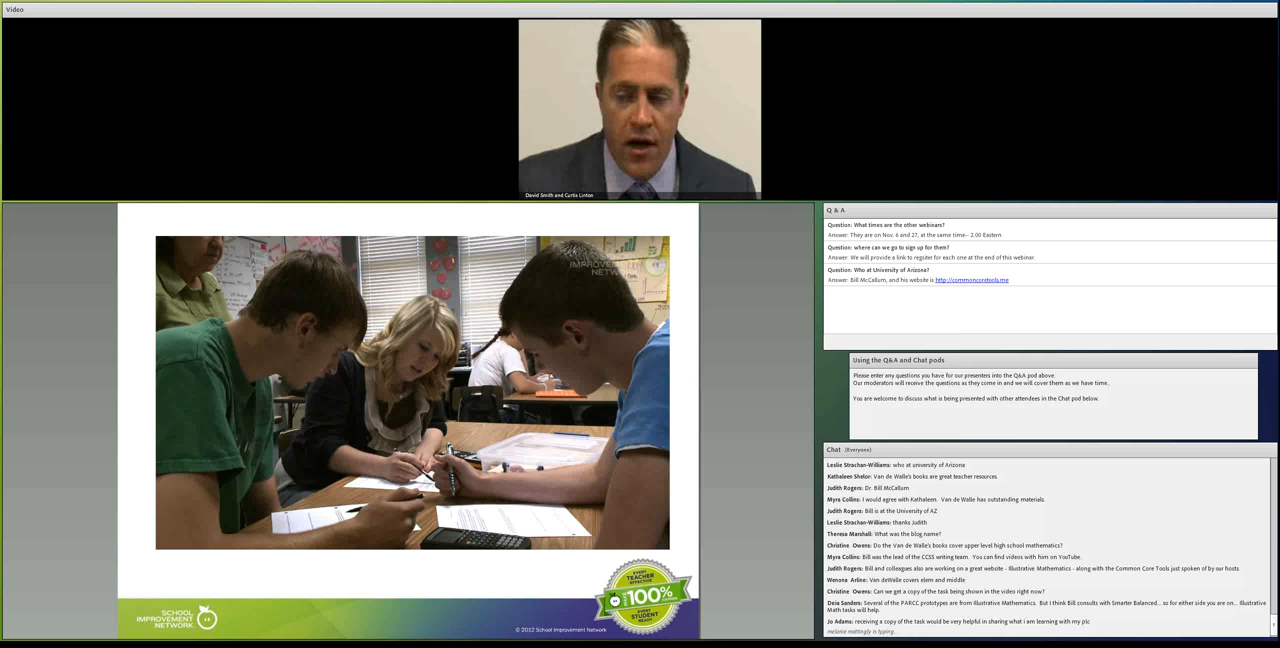 Video
David Smith and Curtis Linton
IMPROVEMENT
NETWORK
SCHOOL
IMPROVEMENT
NETWORK
EVERY
TEACHER
EFFECTIVE
100%
EVERY
STUDENT
READY
© 2012 School Improvement Network
Q & A
Question: What times are the other webinars?
Answer: They are on Nov. 6 and 27, at the same time-- 2:00 Eastern
Question: where can we go to sign up for them?
Answer: We will provide a link to register for each one at the end of this webinar.
Question: Who at University of Arizona?
Answer: Bill McCallum, and his website is http://commoncoretools.me
Using the Q&A and Chat pods
Please enter any questions you have for our presenters into the Q&A pod above.
Our moderators will receive the questions as they come in and we will cover them as we have time..
You are welcome to discuss what is being presented with other attendees in the Chat pod below.
Chat (Everyone)
Leslie Strachan-Williams: who at university of Arizona
Kathaleen Shelor: Van de Walle's books are great teacher resources.
Judith Rogers: Dr. Bill McCallum
Myra Collins: I would agree with Kathaleen. Van de Walle has outstanding materials.
Judith Rogers: Bill is at the University of AZ
Leslie Strachan-Williams: thanks Judith
Theresa Marshall: What was the blog name?
Christine Owens: Do the Van de Walle's books cover upper level high school mathematics?
Myra Collins: Bill was the lead of the CCSS writing team. You can find videos with him on YouTube.
Judith Rogers: Bill and colleagues also are working on a great website - Illustrative Mathematics - along with the Common Core Tools just spoken of by our hosts.
Wenona Arline: Van deWalle covers elem and middle
Christine Owens: Can we get a copy of the task being shown in the video right now?
Deia Sanders: Several of the PARCC prototypes are from Illustrative Mathematics. But I think Bill consults with Smarter Balanced... so for either side you are on... Illustrative
Math tasks will help.
Jo Adams: receiving a copy of the task would be very helpful in sharing what i am learning with my plc
melanie mattingly is typing...